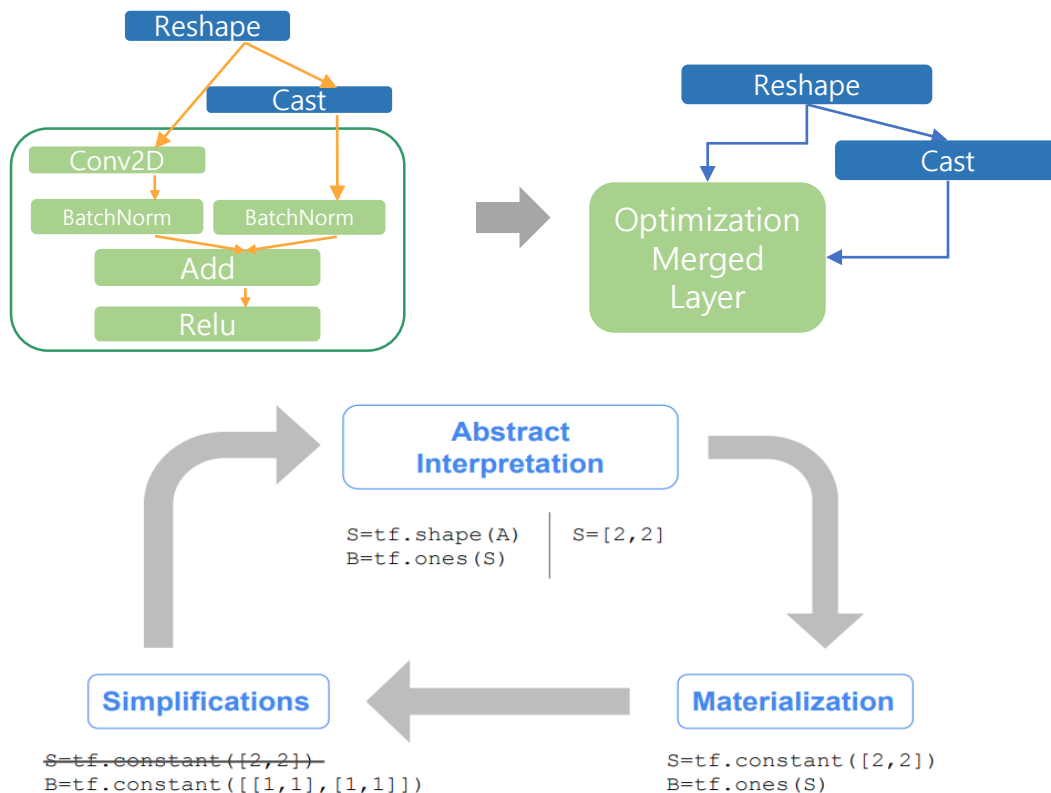 Reshape
Cast
Conv2D
BatchNorm
BatchNorm
Add
Relu
Reshape
Cast
Optimization
Merged
Layer
Abstract
Interpretation
S=tf.shape(A)
B=tf.ones(S)
S=[2,2]
Simplifications
S=tf.constant([2,2])
B=tf.constant([[1,1],[1,1]])
Materialization
S=tf.constant([2,2])
B=tf.ones(S)